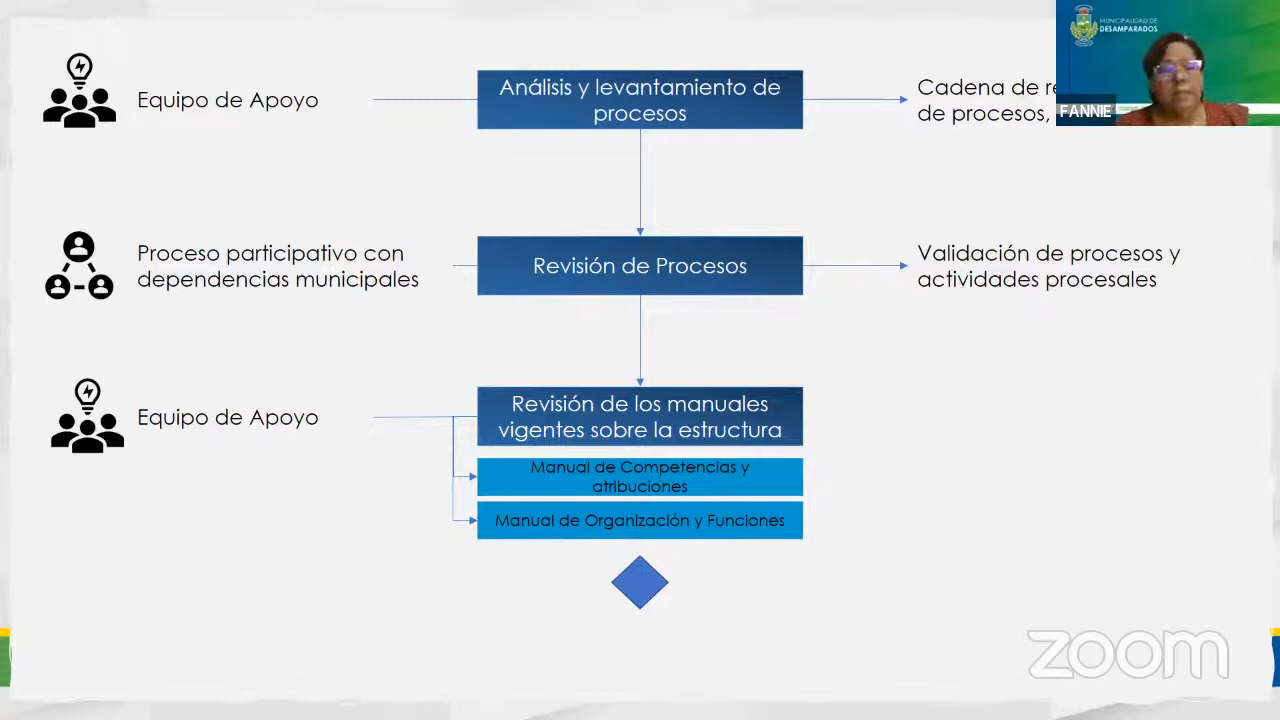 MUNICIPALIDAD DE
DESAMPARADOS
FANNIE
Equipo de Apoyo
Análisis y levantamiento de
procesos
Cadena de
de procesos,
Proceso participativo con
dependencias municipales
Revisión de Procesos
Validación de procesos y
actividades procesales
Equipo de Apoyo
Revisión de los manuales
vigentes sobre la estructura
Manual de Competencias y
atribuciones
Manual de Organización y Funciones
zoom